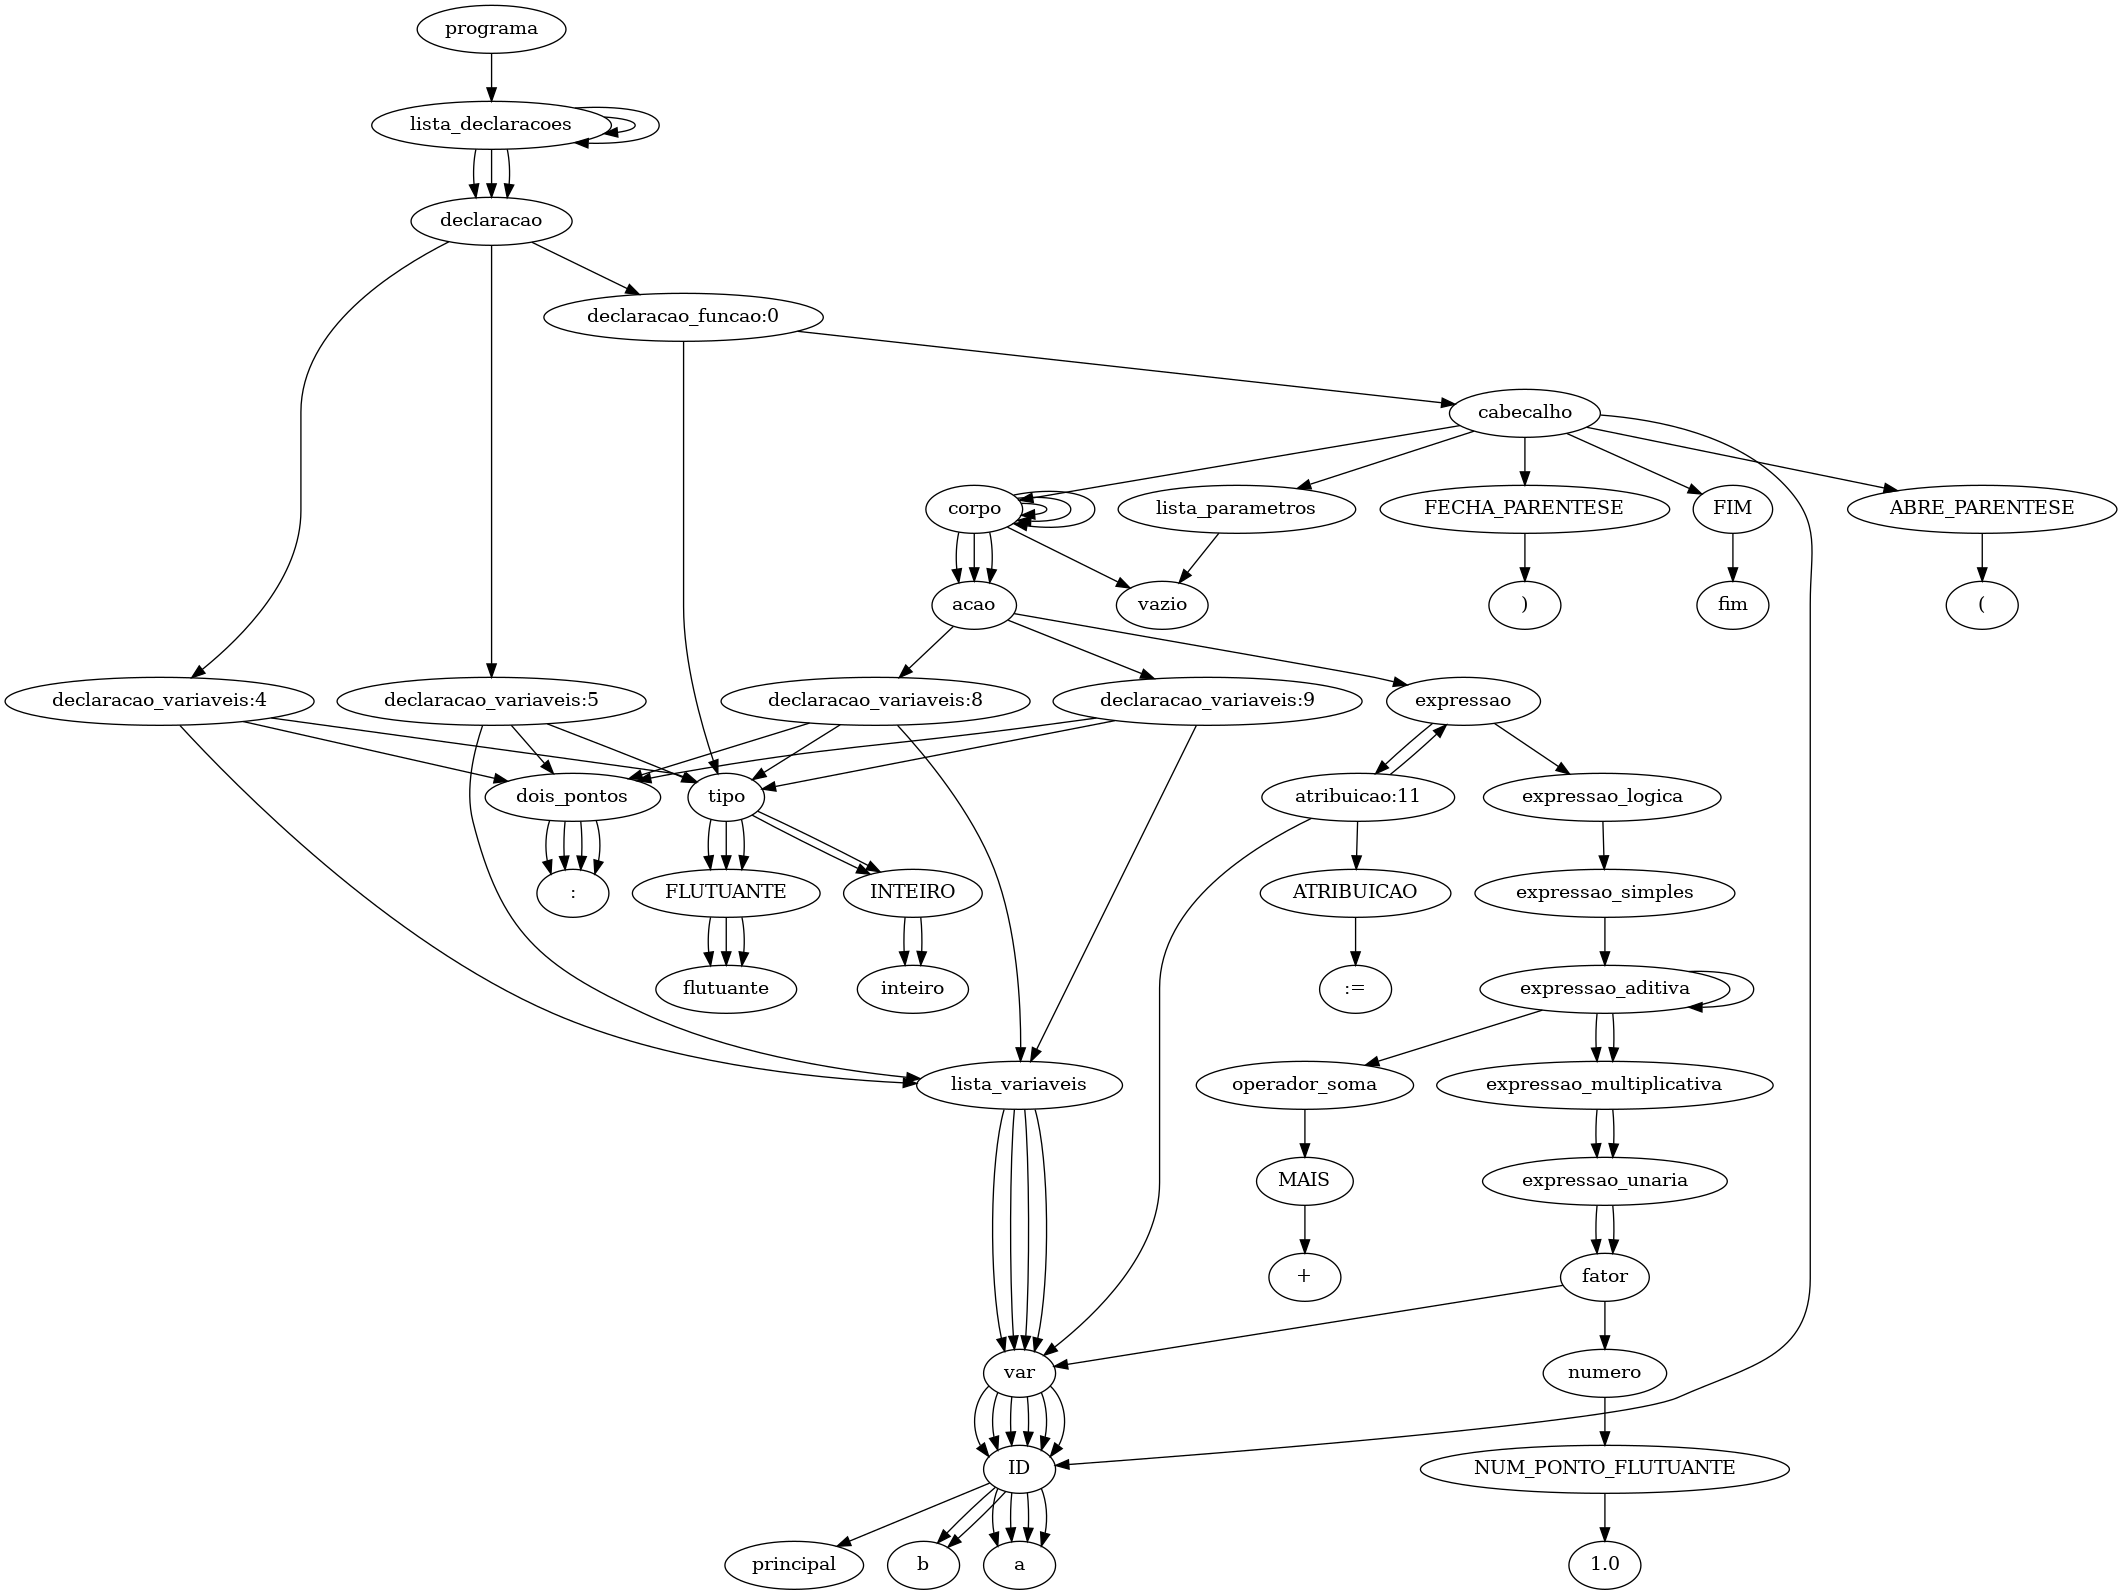 programa
lista_declaracoes
declaracao
declaracao_funcao:0
cabecalho
corpo
lista_parametros
FECHA_PARENTESE
FIM
ABRE_PARENTESE
acao
vazio
)
fim
(
declaracao_variaveis:4
declaracao_variaveis:5
declaracao_variaveis:8
declaracao_variaveis:9
expressao
dois_pontos
tipo
atribuicao:11
expressao_logica
:
FLUTUANTE
INTEIRO
ATRIBUICAO
expressao_simples
flutuante
inteiro
:=
expressao_aditiva
lista_variaveis
operador_soma
expressao_multiplicativa
MAIS
expressao_unaria
+
fator
var
numero
ID
NUM_PONTO_FLUTUANTE
principal
b
a
1.0